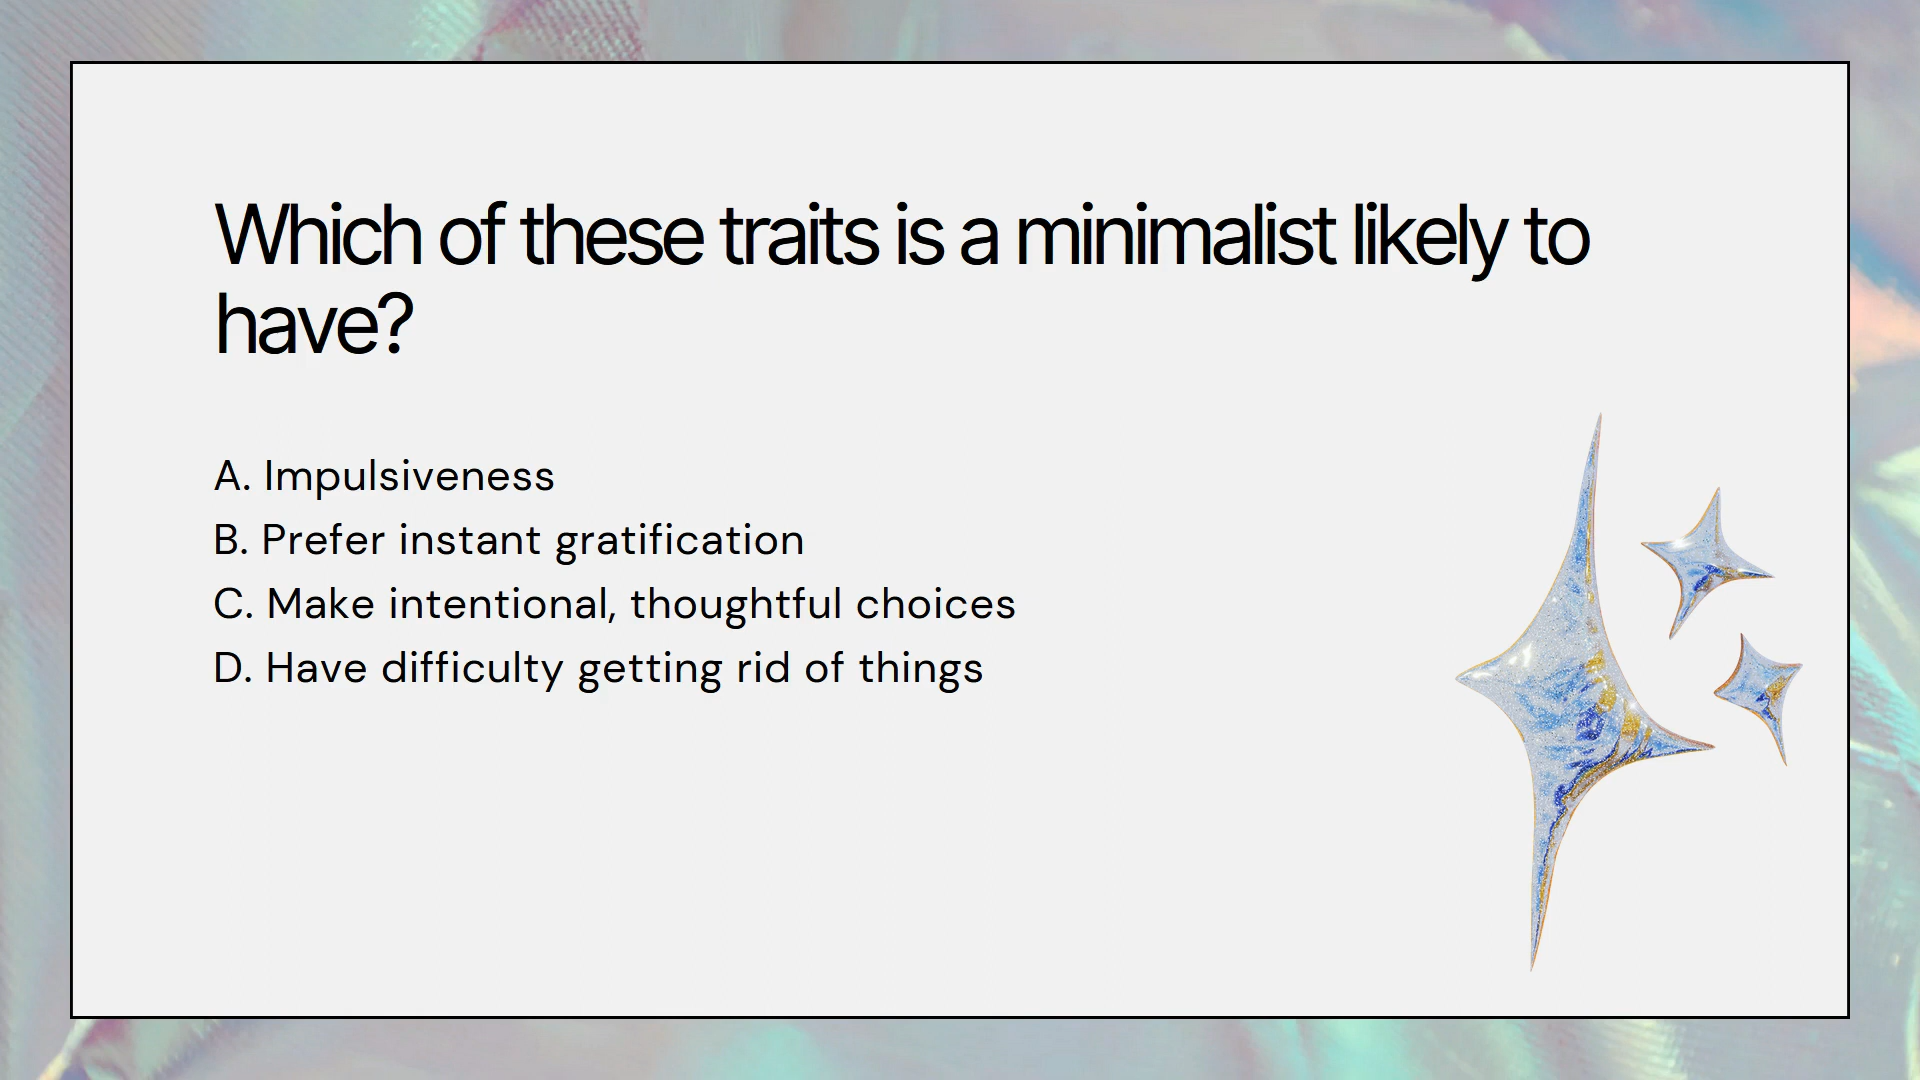 Which of these traits is a minimalist likely to
have?
A. Impulsiveness
B. Prefer instant gratification
C. Make intentional, thoughtful choices
D. Have difficulty getting rid of things